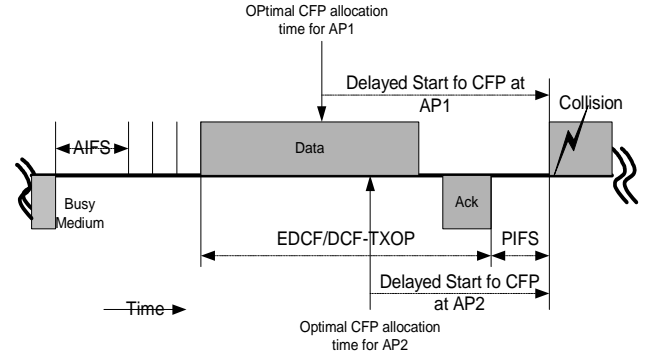 OPtimal CFP allocation
time for AP1
Delayed Start fo CFP at
AP1
Collision
AIFS
Data
Busy
Medium
Ack
EDCF/DCF-TXOP
PIFS
Delayed Start fo CFP
at AP2
Time
Optimal CFP allocation
time for AP2